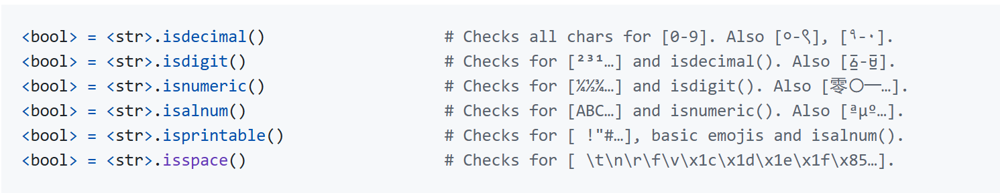 <bool> = <str>.isdecimal() # Checks all chars for [0-9]. Also [०-९], [٠-٩].
<bool> = <str>.isdigit() # Checks for [²³¹…] and isdecimal(). Also [፩-፱].
<bool> = <str>.isnumeric() # Checks for [¼½¾…] and isdigit(). Also [零〇一…].
<bool> = <str>.isalnum() # Checks for [ABC…] and isnumeric(). Also [ªµº…].
<bool> = <str>.isprintable() # Checks for [ !"#…], basic emojis and isalnum().
<bool> = <str>.isspace() # Checks for [ \t\n\r\f\v\x1c\x1d\x1e\x1f\x85…].